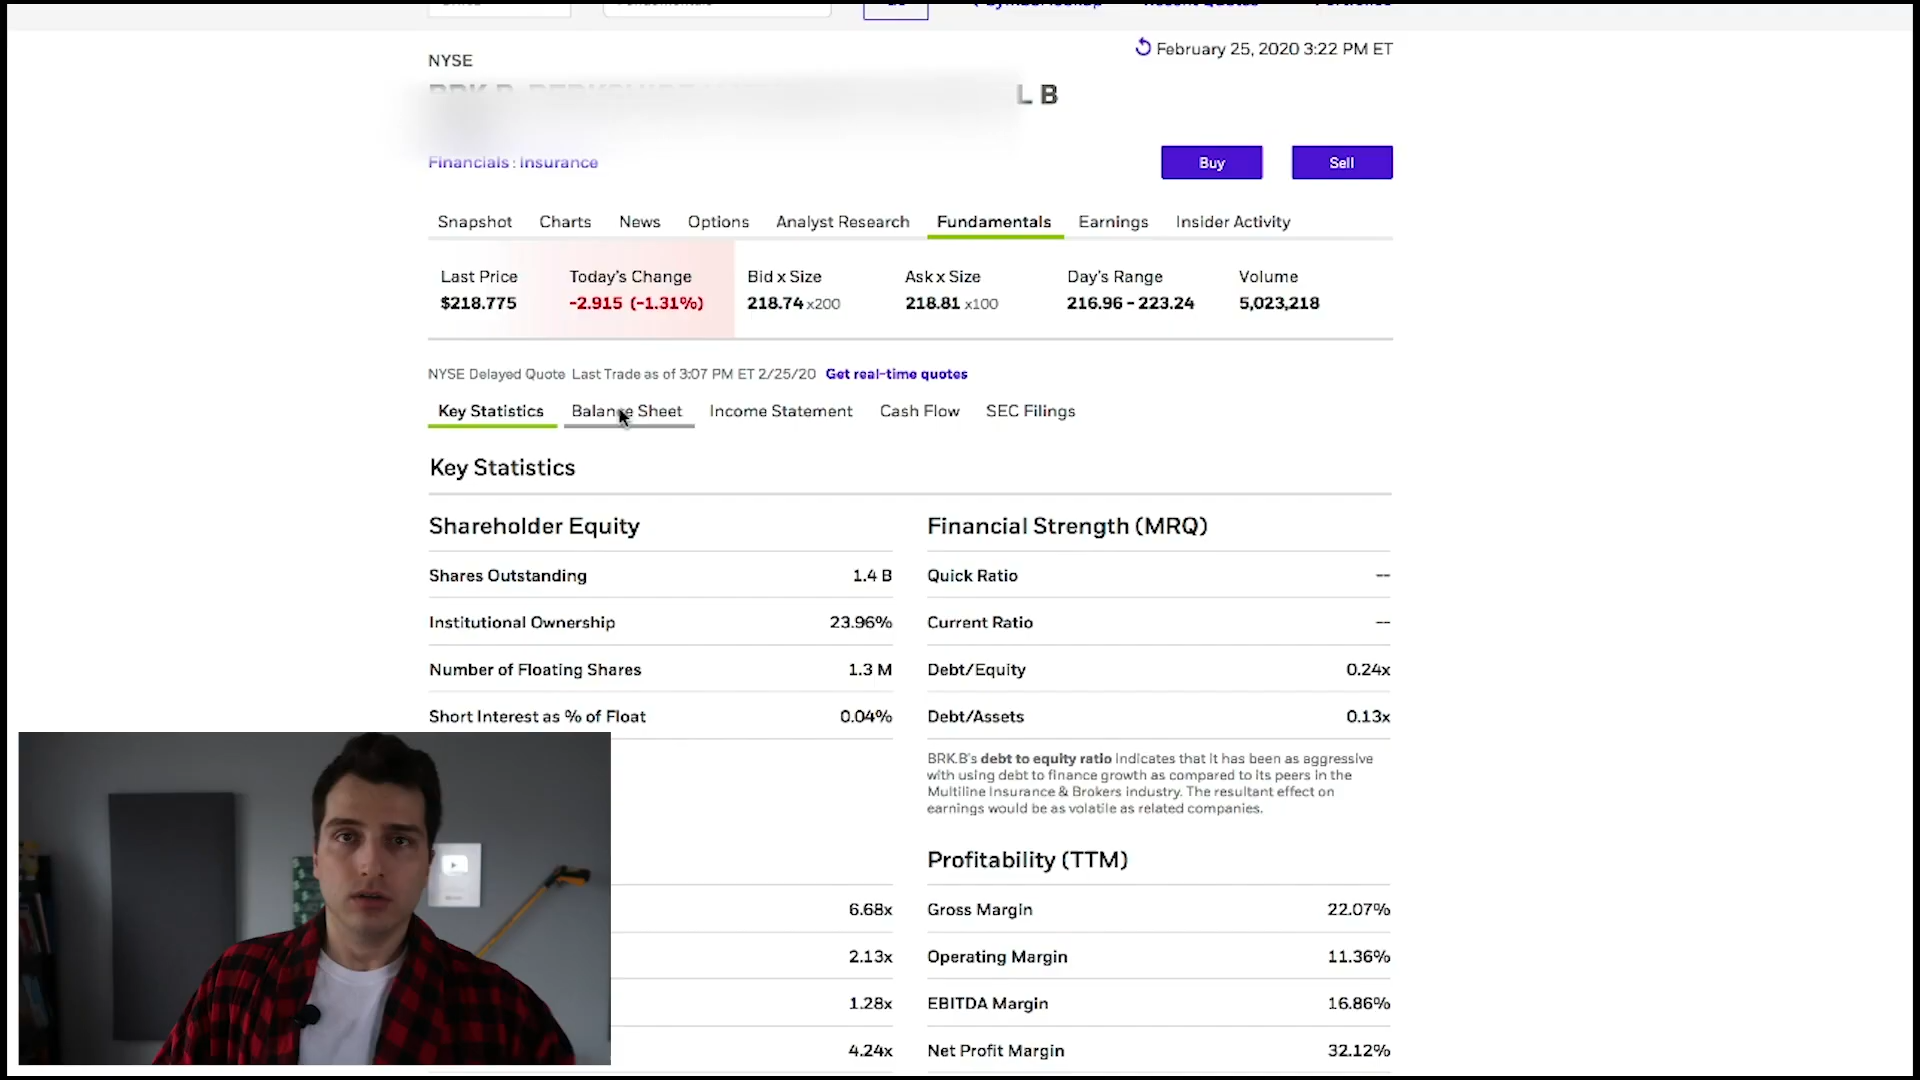 February 25, 2020 3:22 PM ET
NYSE
L B
Financials : Insurance
Buy
Sell
Snapshot
Charts
News
Options
Analyst Research
Fundamentals
Earnings
Insider Activity
Last Price
Today's Change
Bid x Size
Ask x Size
Day's Range
Volume
$218.775
-2.915 (-1.31%)
218.74 x200
218.81 x100
216.96 - 223.24
5,023,218
NYSE Delayed Quote Last Trade as of 3:07 PM ET 2/25/20 Get real-time quotes
Key Statistics
Balance Sheet
Income Statement
Cash Flow
SEC Filings
Key Statistics
Shareholder Equity
Shares Outstanding 1.4 B
Institutional Ownership 23.96%
Number of Floating Shares 1.3 M
Short Interest as % of Float 0.04%
6.68x
2.13x
1.28x
4.24x
Financial Strength (MRQ)
Quick Ratio --
Current Ratio --
Debt/Equity 0.24x
Debt/Assets 0.13x
BRK.B's debt to equity ratio indicates that it has been as aggressive
with using debt to finance growth as compared to its peers in the
Multiline Insurance & Brokers industry. The resultant effect on
earnings would be as volatile as related companies.
Profitability (TTM)
Gross Margin 22.07%
Operating Margin 11.36%
EBITDA Margin 16.86%
Net Profit Margin 32.12%